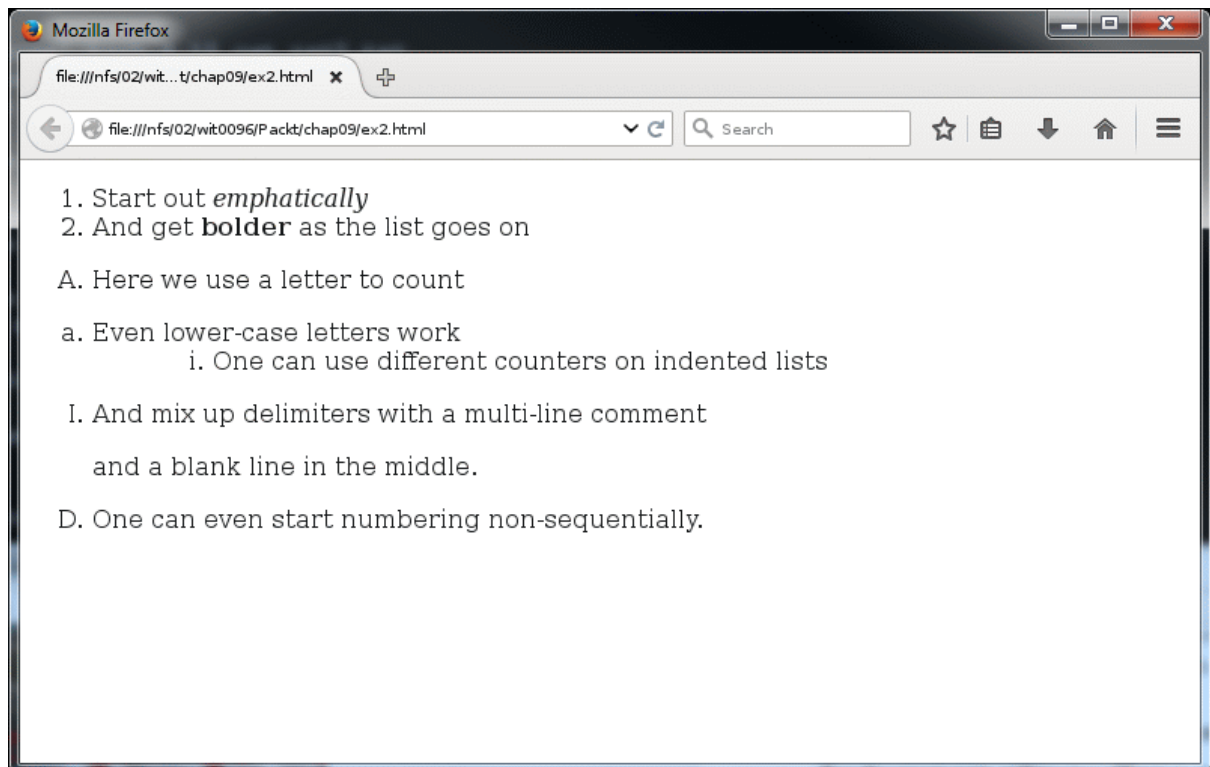 Mozilla Firefox
file:///nfs/02/wit...t/chap09/ex2.html
file:///nfs/02/wit0096/Packt/chap09/ex2.html
Search
1. Start out emphatically
2. And get bolder as the list goes on
A. Here we use a letter to count
a. Even lower-case letters work
i. One can use different counters on indented lists
I. And mix up delimiters with a multi-line comment
and a blank line in the middle.
D. One can even start numbering non-sequentially.